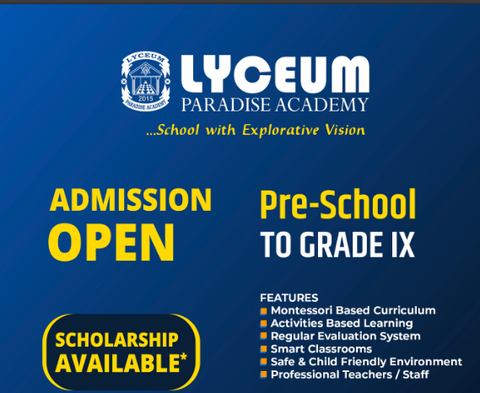 LYCEUM
2015
PARADISE ACADEMY
LYCEUM
PARADISE ACADEMY
...School with Explorative Vision
ADMISSION
OPEN
Pre-School
TO GRADE IX
SCHOLARSHIP
AVAILABLE*
FEATURES
Montessori Based Curriculum
Activities Based Learning
Regular Evaluation System
Smart Classrooms
Safe & Child Friendly Environment
Professional Teachers / Staff